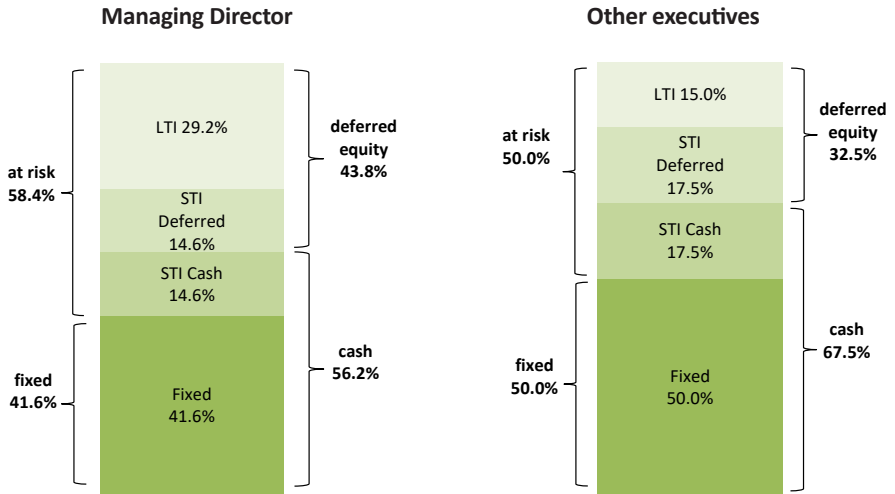 Managing Director
at risk
58.4%
fixed
41.6%
LTI 29.2%
STI
Deferred
14.6%
STI Cash
14.6%
Fixed
41.6%
deferred
equity
43.8%
cash
56.2%
Other executives
at risk
50.0%
fixed
50.0%
LTI 15.0%
STI
Deferred
17.5%
STI Cash
17.5%
Fixed
50.0%
deferred
equity
32.5%
cash
67.5%